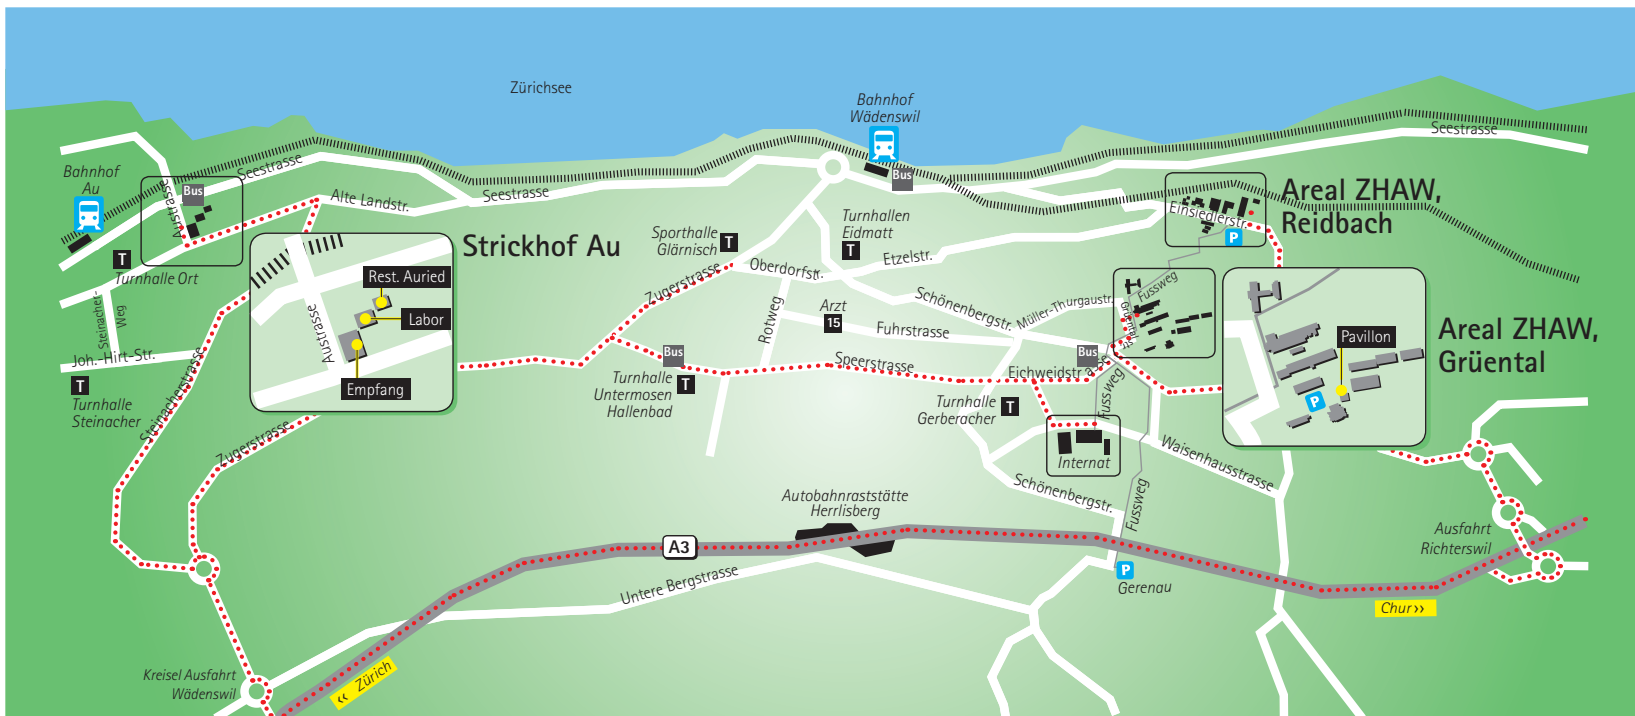 Zürichsee
Bahnhof
Wädenswil
Bus
Seestrasse
Bahnhof
Au
Austrasse
Bus
Seestrasse
Alte Landstr.
Seestrasse
T
Turnhalle Ort
Strickhof Au
Rest. Auried
Labor
Empfang
Austrasse
Steinacher-
Weg
Joh.-Hirt-Str.
T
Turnhalle
Steinacher
Steinacherstrasse
Zugerstrasse
Sporthalle
Glärnisch
T
Turnhallen
Eidmatt
T
Zugerstrasse
Oberdorfstr.
Etzelstr.
Rotweg
Arzt
15
Schönenbergstr.
Fuhrstrasse
Müller-Thurgaustr.
Grüentalstr.
Fussweg
Einsiedlerstr.
P
Areal ZHAW,
Reidbach
Areal ZHAW,
Grüental
Pavillon
P
Bus
Turnhalle
Untermosen
Hallenbad
T
Speerstrasse
Eichweidstrasse
Bus
Turnhalle
Gerberacher
T
Fussweg
Internat
Waisenhausstrasse
Schönenbergstr.
Fussweg
Autobahnraststätte
Herrlisberg
A3
Untere Bergstrasse
P
Gerenau
Ausfahrt
Richterswil
Chur ››
Kreisel Ausfahrt
Wädenswil
‹‹ Zürich